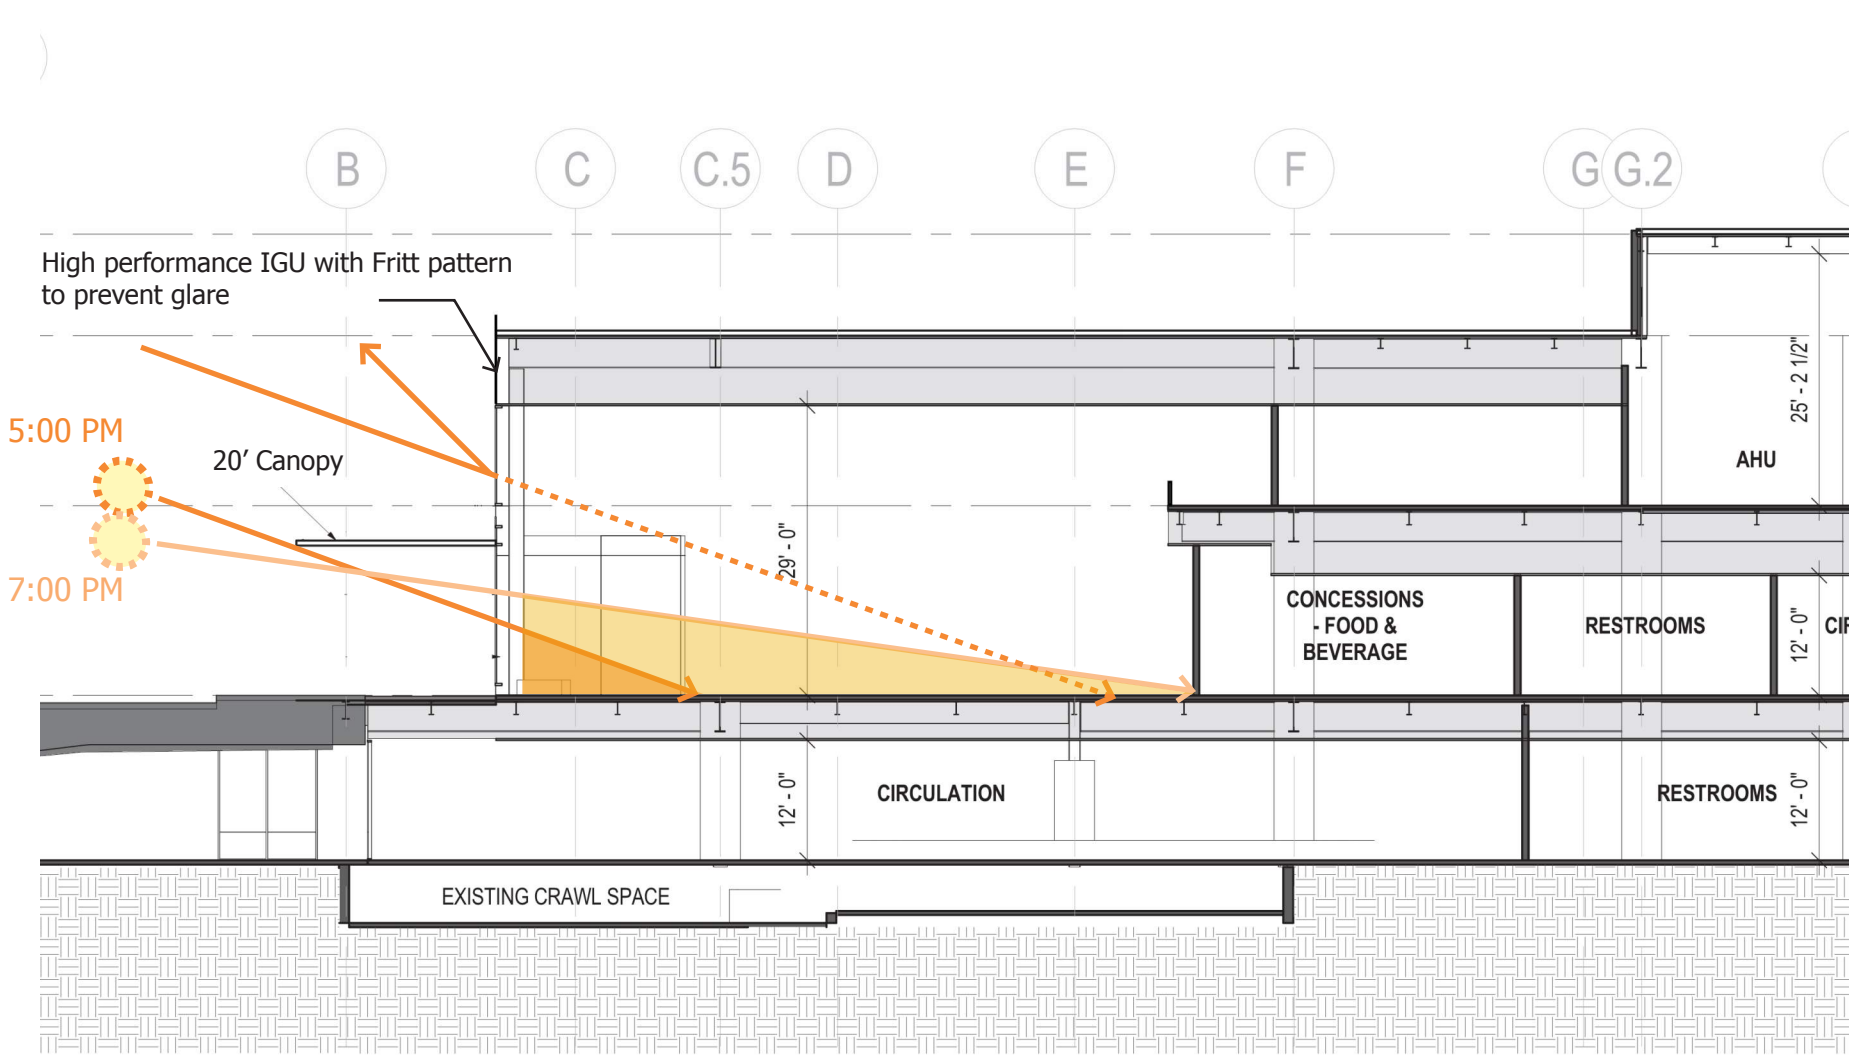 B
C
C.5
D
E
F
G
G.2
High performance IGU with Fritt pattern
to prevent glare
5:00 PM
20’ Canopy
7:00 PM
29' - 0"
25' - 2 1/2"
AHU
CONCESSIONS
- FOOD &
BEVERAGE
RESTROOMS
12' - 0"
12' - 0"
CIRCULATION
RESTROOMS
12' - 0"
EXISTING CRAWL SPACE